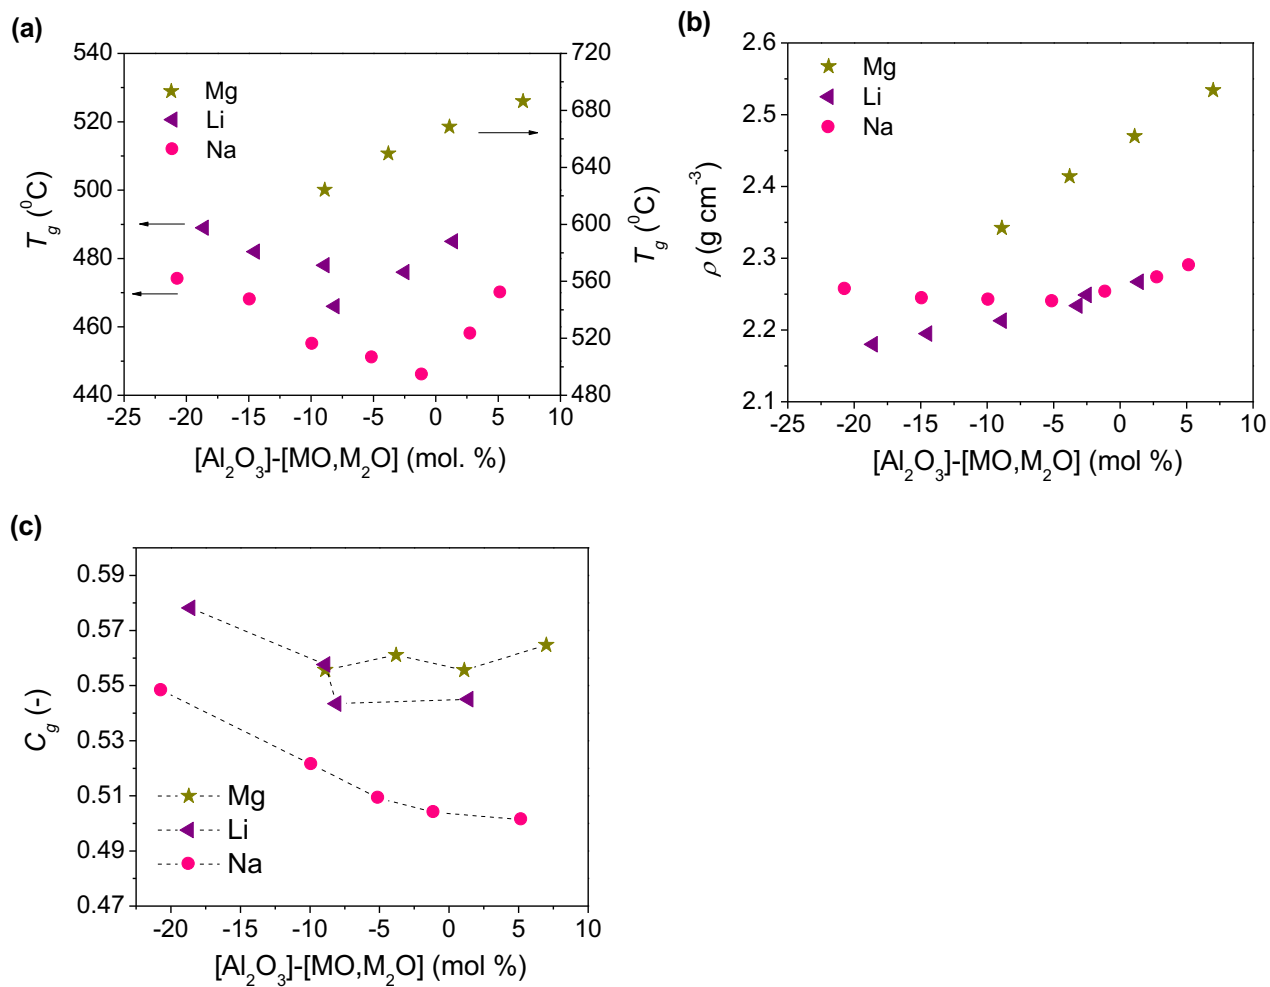 (a)
540
520
500
480
460
440
720
680
640
600
560
520
480
Mg
Li
Na
T_g (⁰C)
T_g (⁰C)
-25 -20 -15 -10 -5 0 5 10
[Al₂O₃]-[MO,M₂O] (mol. %)
(b)
2.6
2.5
2.4
2.3
2.2
2.1
Mg
Li
Na
ρ (g cm⁻³)
-25 -20 -15 -10 -5 0 5 10
[Al₂O₃]-[MO,M₂O] (mol %)
(c)
0.59
0.57
0.55
0.53
0.51
0.49
0.47
C_g (-)
Mg
Li
Na
-20 -15 -10 -5 0 5 10
[Al₂O₃]-[MO,M₂O] (mol %)